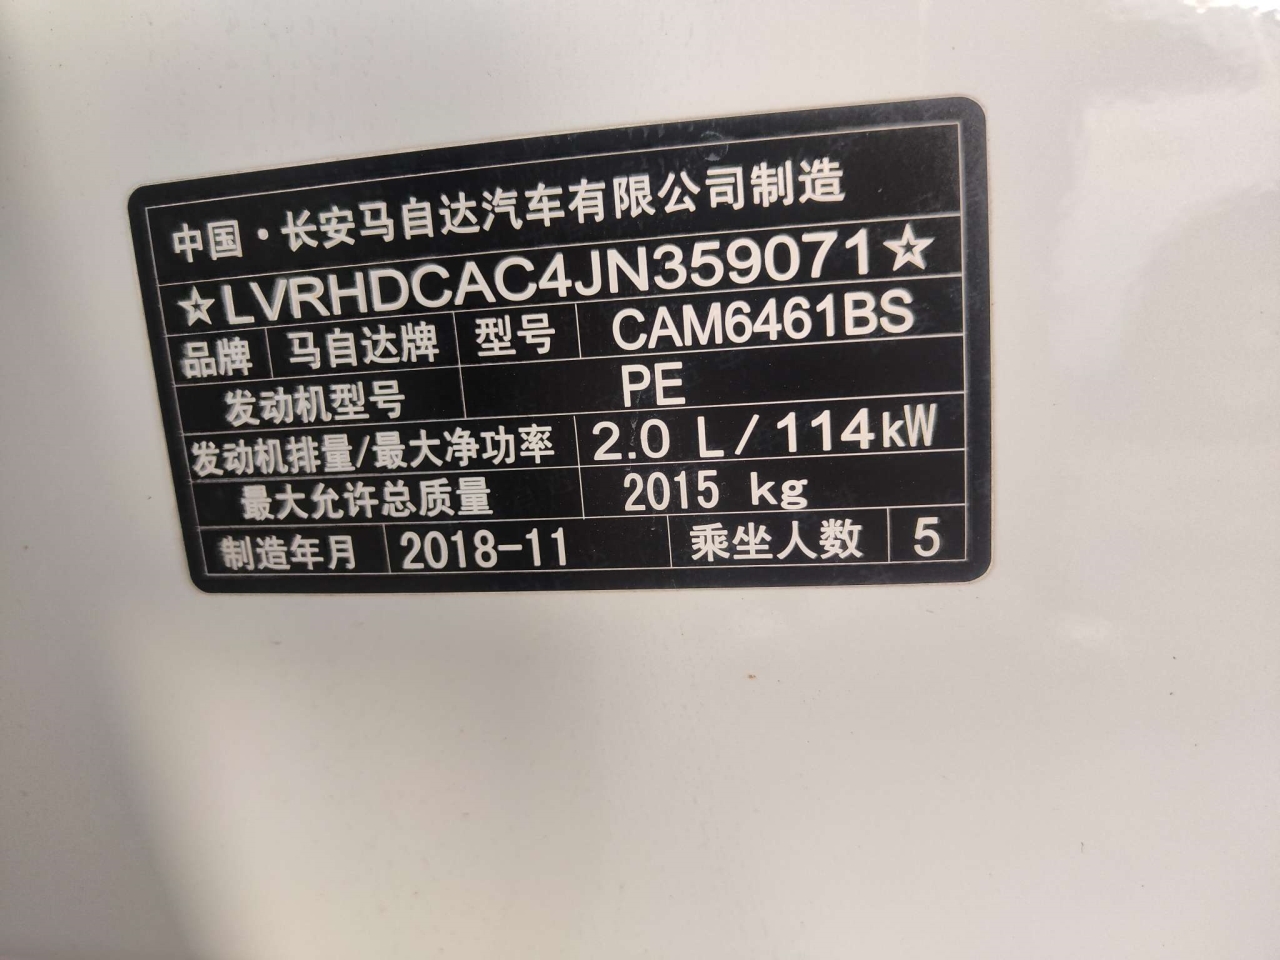 中国·长安马自达汽车有限公司制造
☆LVRHDCAC4JN359071☆
品牌 马自达牌 型号 CAM6461BS
发动机型号 PE
发动机排量/最大净功率 2.0 L/114kW
最大允许总质量 2015 kg
制造年月 2018-11 乘坐人数 5